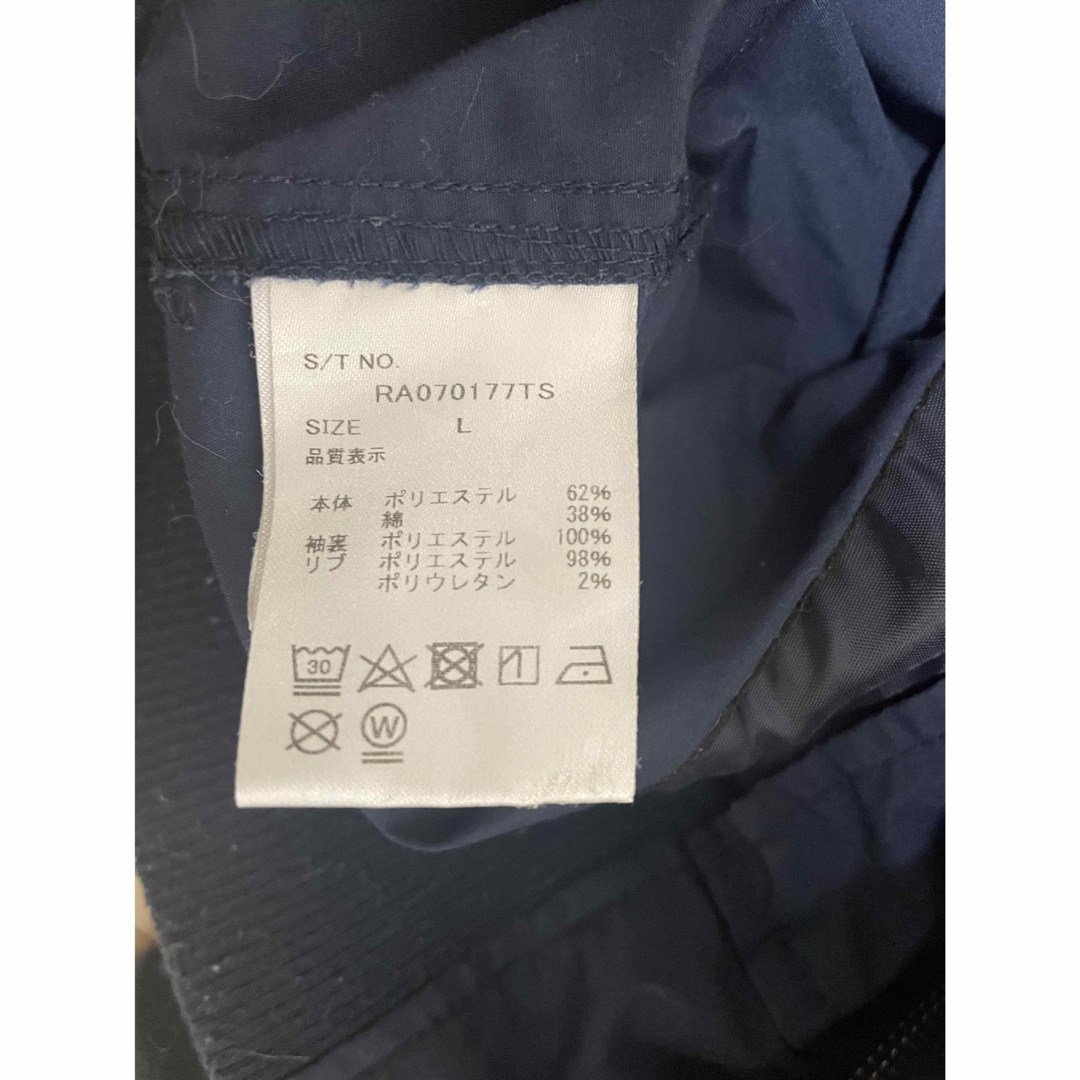 S/T NO.
RA070177TS
SIZE L
品質表示
本体 ポリエステル 62%
綿 38%
袖裏 ポリエステル 100%
リブ ポリエステル 98%
ポリウレタン 2%
30
W